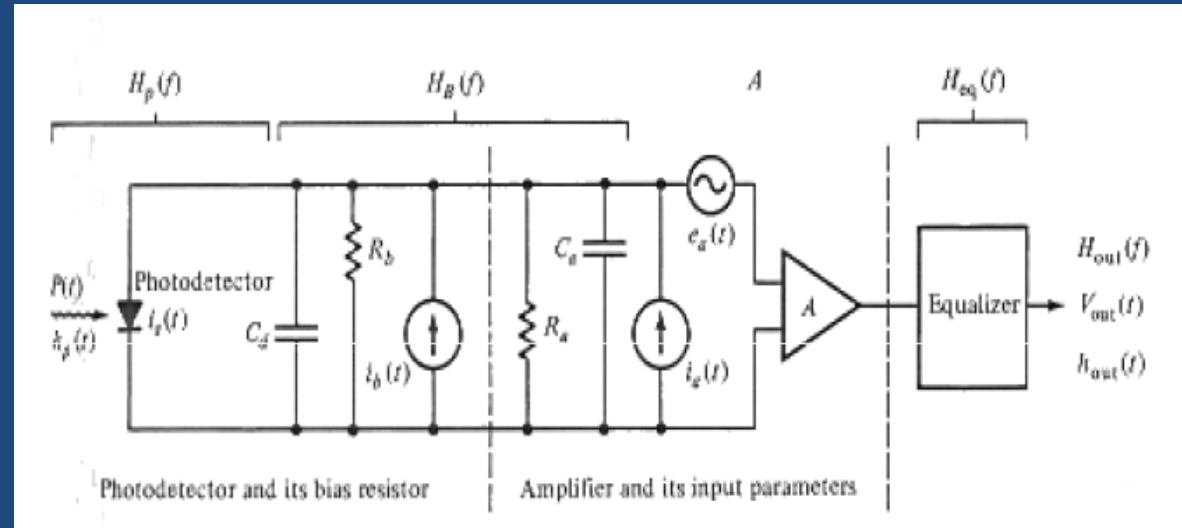 H_p(f) H_B(f) A H_eq(f)
P(t)
h_p(t)
Photodetector
i_s(t)
C_d
R_b
i_b(t)
R_a
C_a
i_a(t)
e_a(t)
A
Equalizer
H_out(f)
V_out(t)
h_out(t)
Photodetector and its bias resistor
Amplifier and its input parameters